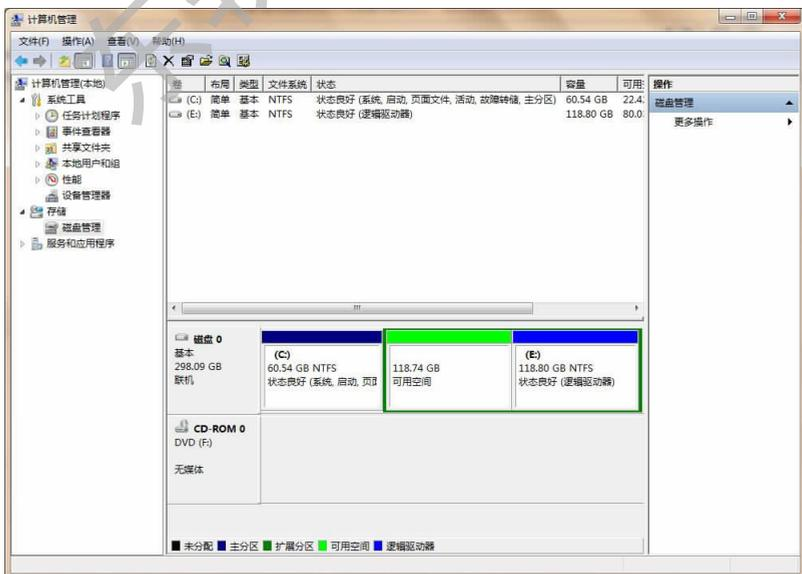 计算机管理
文件(F) 操作(A) 查看(V) 帮助(H)
计算机管理(本地)
系统工具
任务计划程序
事件查看器
共享文件夹
本地用户和组
性能
设备管理器
存储
磁盘管理
服务和应用程序
卷 布局 类型 文件系统 状态 容量 可用
(C:) 简单 基本 NTFS 状态良好 (系统, 启动, 页面文件, 活动, 故障转储, 主分区) 60.54 GB 22.4
(E:) 简单 基本 NTFS 状态良好 (逻辑驱动器) 118.80 GB 80.0
操作
磁盘管理
更多操作
磁盘 0
基本
298.09 GB
联机
(C:)
60.54 GB NTFS
状态良好 (系统, 启动, 页面
118.74 GB
可用空间
(E:)
118.80 GB NTFS
状态良好 (逻辑驱动器)
CD-ROM 0
DVD (F:)
无媒体
未分配 主分区 扩展分区 可用空间 逻辑驱动器